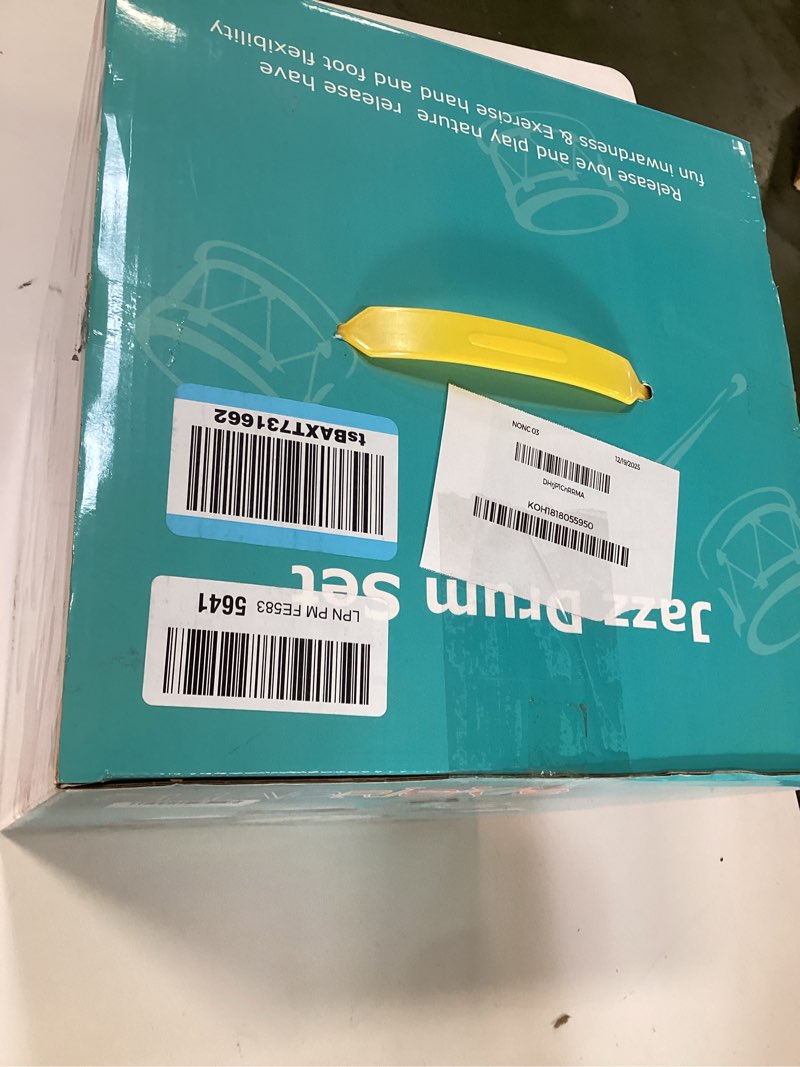 Jazz Drum Set
Release love and play nature release have
fun inwardness & Exercise hand and foot flexibility
tsBAXT731662
LPN PM FE583 5641
NONC 03
12/19/2025
KOH1818055950